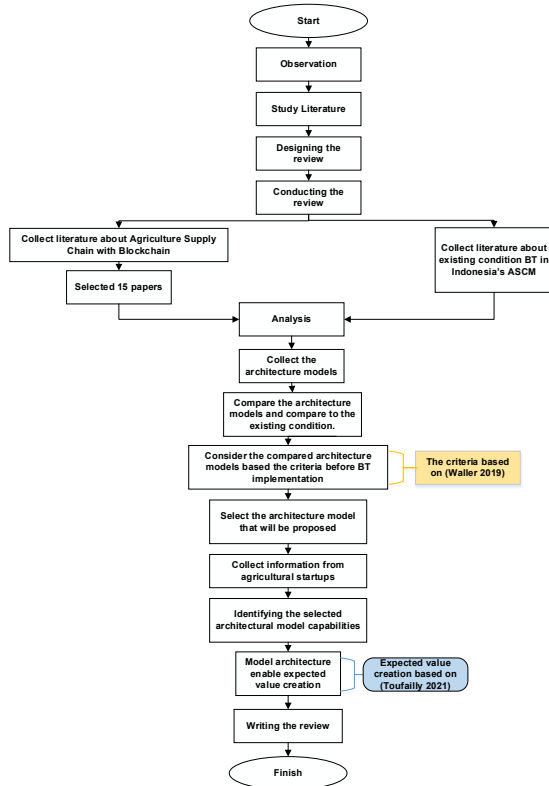 Start
Observation
Study Literature
Designing the
review
Conducting the
review
Collect literature about Agriculture Supply
Chain with Blockchain
Collect literature about
existing condition BT in
Indonesia's ASCM
Selected 15 papers
Analysis
Collect the
architecture models
Compare the architecture
models and compare to the
existing condition.
Consider the compared architecture
models based the criteria before BT
implementation
The criteria based
on (Waller 2019)
Select the architecture model
that will be proposed
Collect information from
agricultural startups
Identifying the selected
architectural model capabilities
Model architecture
enable expected
value creation
Expected value
creation based on
(Toufailly 2021)
Writing the review
Finish